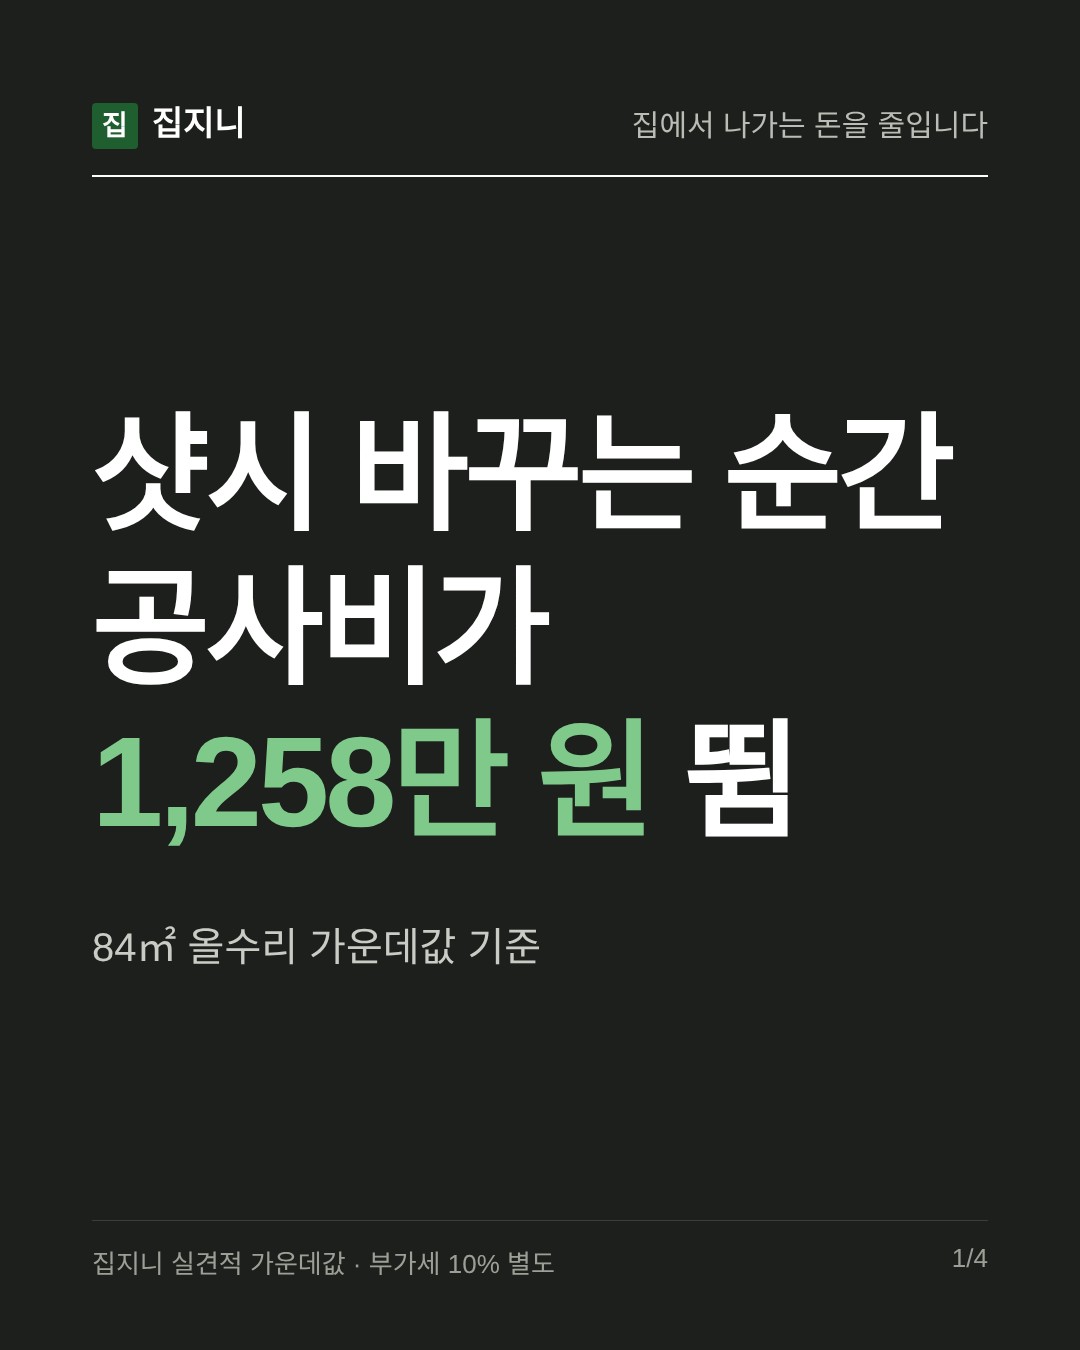 집 집지니
집에서 나가는 돈을 줄입니다
샷시 바꾸는 순간
공사비가
1,258만 원 뜀
84㎡ 올수리 가운데값 기준
집지니 실견적 가운데값 · 부가세 10% 별도
1/4